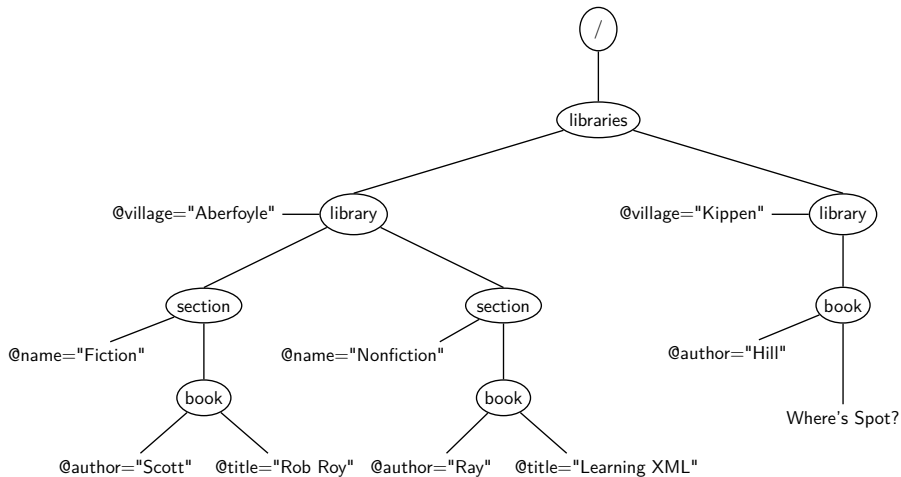 /
libraries
@village="Aberfoyle" library @village="Kippen" library
section section book
@name="Fiction" @name="Nonfiction" @author="Hill"
book book
Where's Spot?
@author="Scott" @title="Rob Roy" @author="Ray" @title="Learning XML"